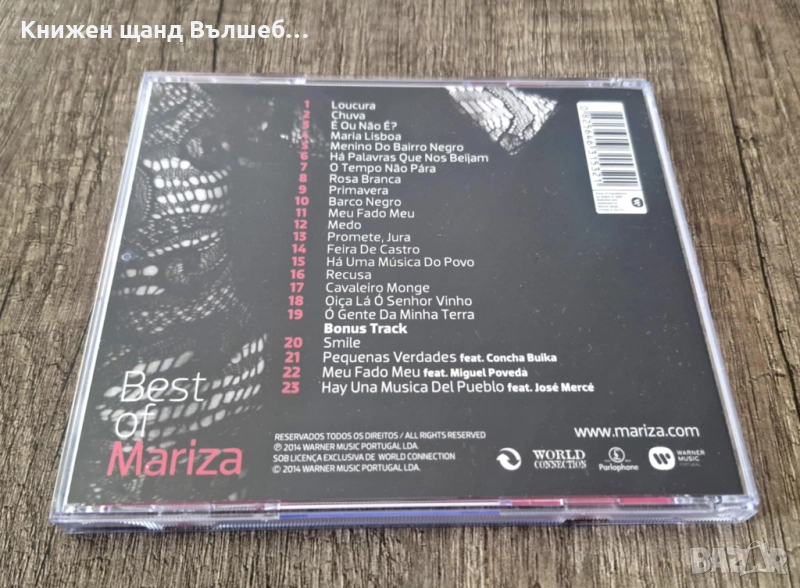 Книжен щанд Вълшеб...
1 Loucura
2 Chuva
3 É Ou Não É?
4 Maria Lisboa
5 Menino Do Bairro Negro
6 Há Palavras Que Nos Beijam
7 O Tempo Não Pára
8 Rosa Branca
9 Primavera
10 Barco Negro
11 Meu Fado Meu
12 Medo
13 Promete, Jura
14 Feira De Castro
15 Há Uma Música Do Povo
16 Recusa
17 Cavaleiro Monge
18 Oiça Lá Ó Senhor Vinho
19 Ó Gente Da Minha Terra
Bonus Track
20 Smile
21 Pequenas Verdades feat. Concha Buika
22 Meu Fado Meu feat. Miguel Poveda
23 Hay Una Musica Del Pueblo feat. José Mercé
Best
of
Mariza
RESERVADOS TODOS OS DIREITOS / ALL RIGHTS RESERVED
℗ 2014 WARNER MUSIC PORTUGAL LDA.
SOB LICENÇA EXCLUSIVA DE WORLD CONNECTION
© 2014 WARNER MUSIC PORTUGAL LDA.
www.mariza.com
WORLD
CONNECTION
Parlophone
WARNER
MUSIC
PORTUGAL
BAZAR